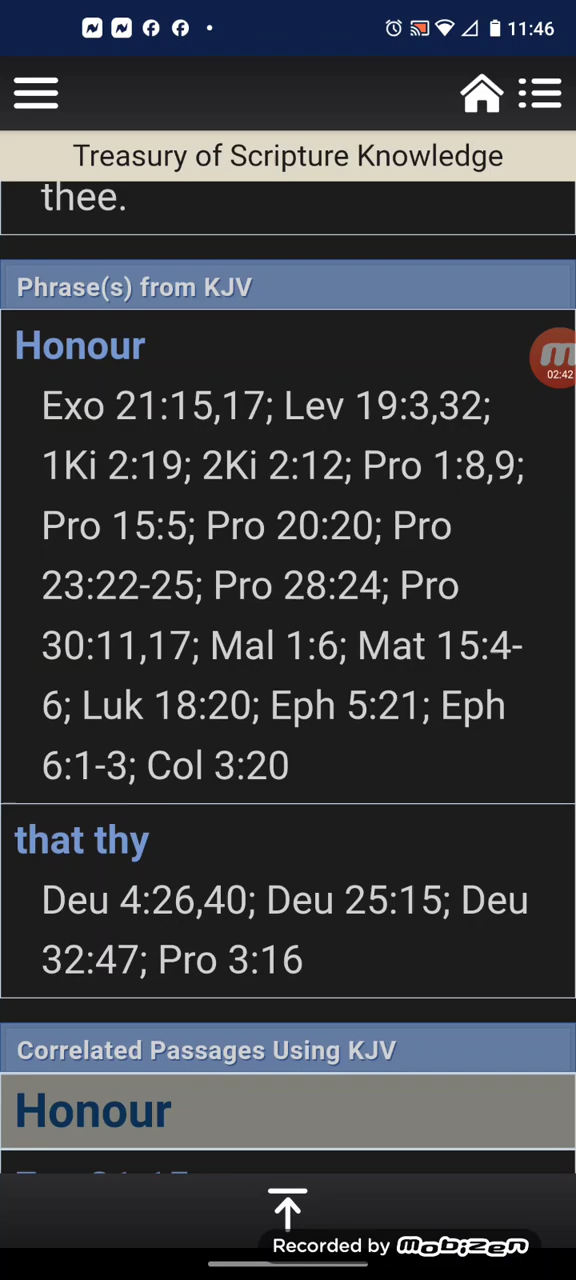 11:46
Treasury of Scripture Knowledge
thee.
Phrase(s) from KJV
Honour
02:42
Exo 21:15,17; Lev 19:3,32;
1Ki 2:19; 2Ki 2:12; Pro 1:8,9;
Pro 15:5; Pro 20:20; Pro
23:22-25; Pro 28:24; Pro
30:11,17; Mal 1:6; Mat 15:4-
6; Luk 18:20; Eph 5:21; Eph
6:1-3; Col 3:20
that thy
Deu 4:26,40; Deu 25:15; Deu
32:47; Pro 3:16
Correlated Passages Using KJV
Honour
Recorded by mobizen